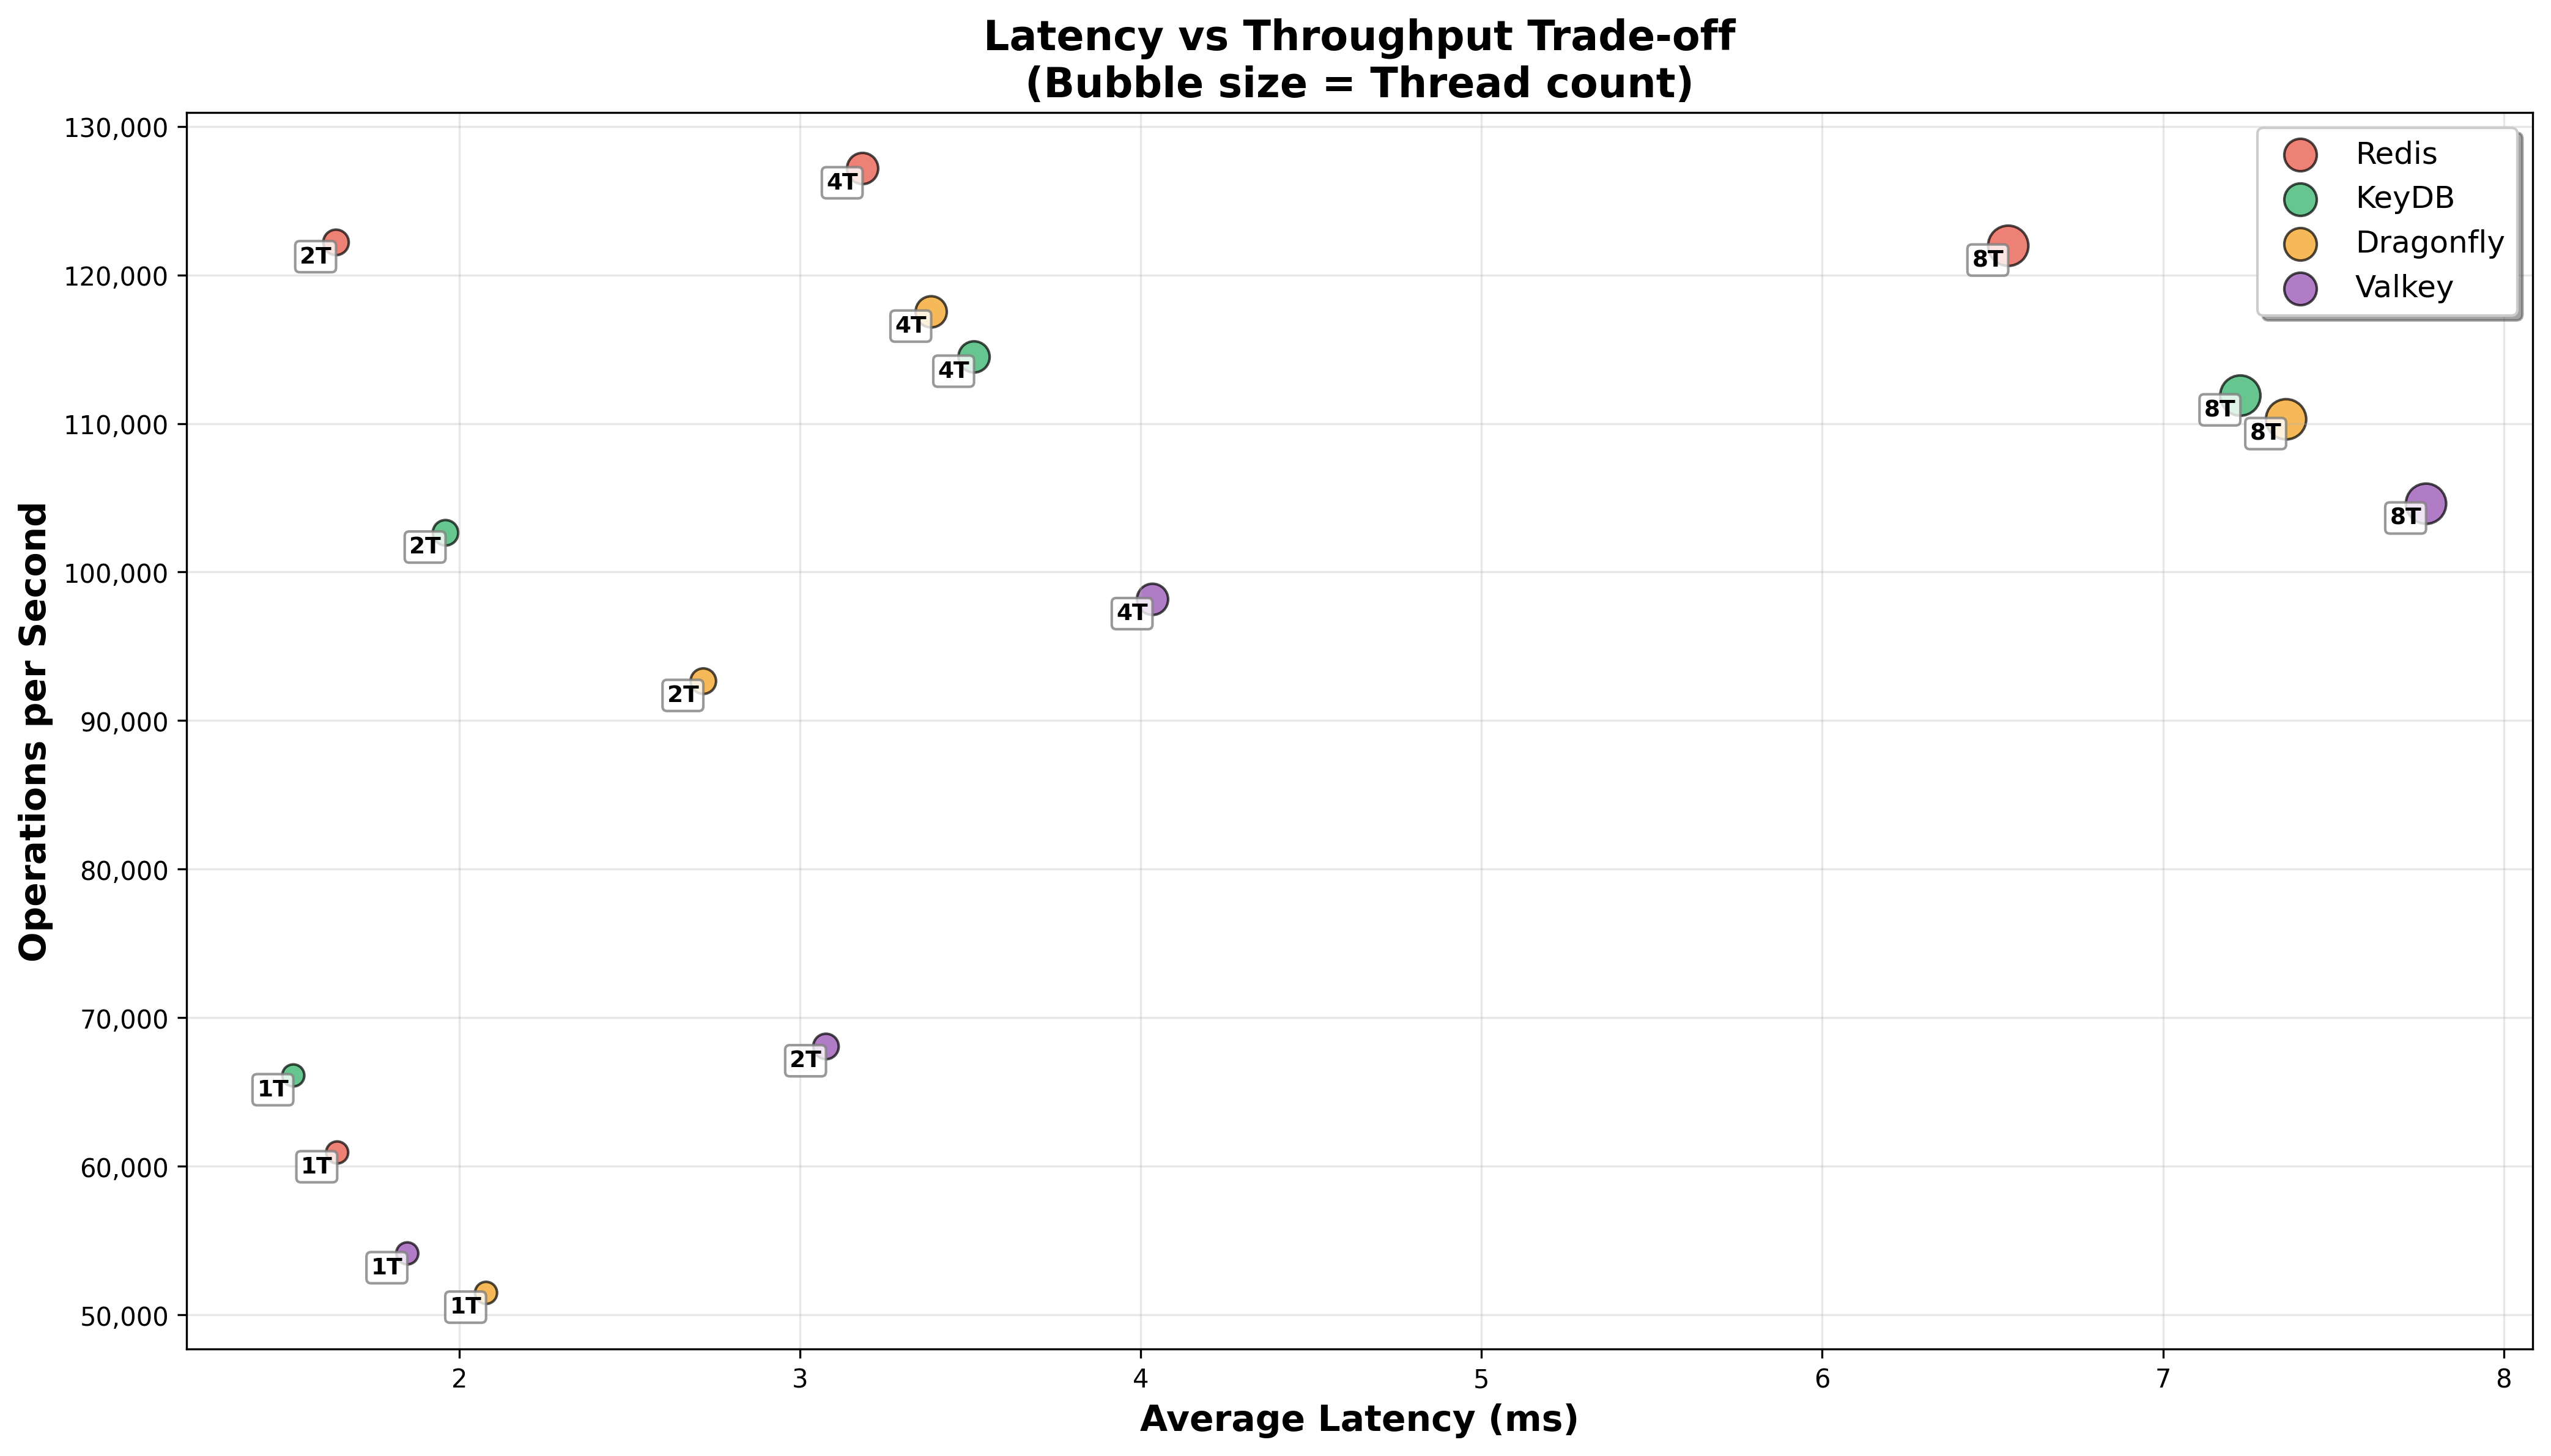 Latency vs Throughput Trade-off
(Bubble size = Thread count)
Operations per Second
130,000
120,000
110,000
100,000
90,000
80,000
70,000
60,000
50,000
4T
2T
8T
4T
4T
8T
8T
8T
2T
4T
2T
2T
1T
1T
1T
1T
Redis
KeyDB
Dragonfly
Valkey
2
3
4
5
6
7
8
Average Latency (ms)